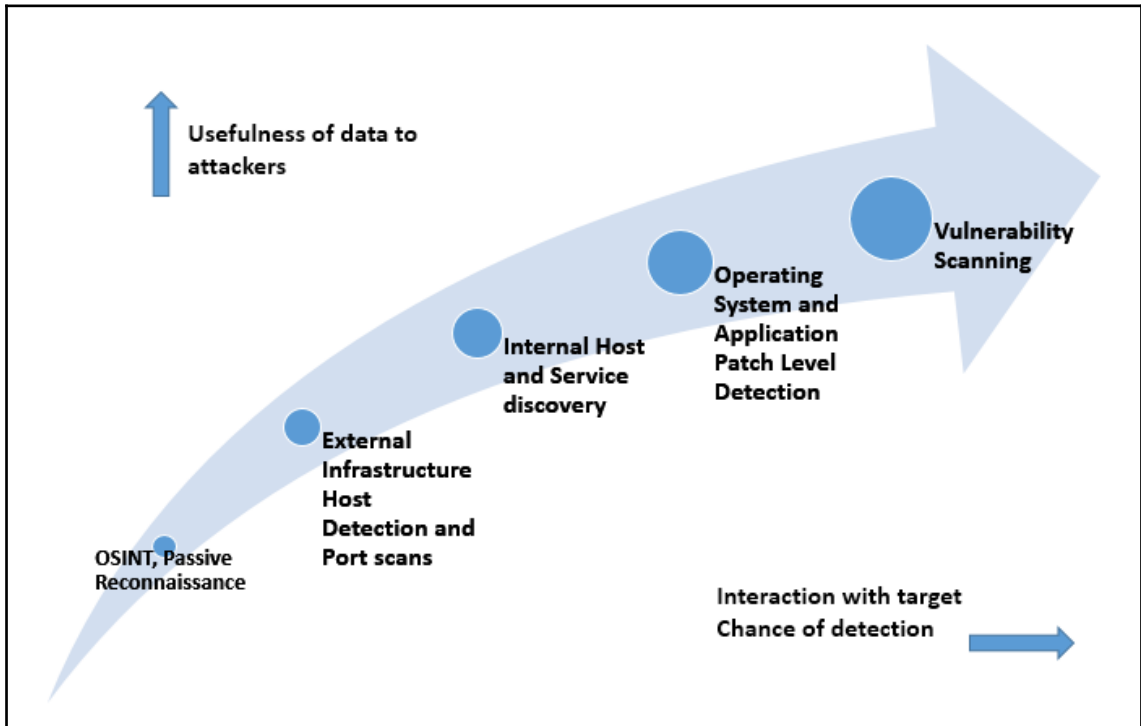 Usefulness of data to
attackers
Vulnerability
Scanning
Operating
System and
Application
Patch Level
Detection
Internal Host
and Service
discovery
External
Infrastructure
Host
Detection and
Port scans
OSINT, Passive
Reconnaissance
Interaction with target
Chance of detection